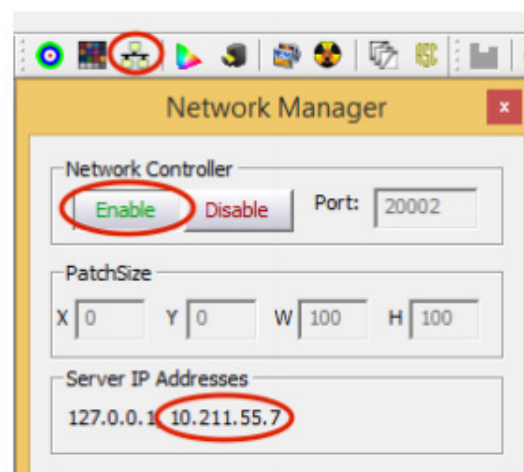 Network Manager
x
Network Controller
Enable Disable Port: 20002
PatchSize
X 0 Y 0 W 100 H 100
Server IP Addresses
127.0.0.1 10.211.55.7